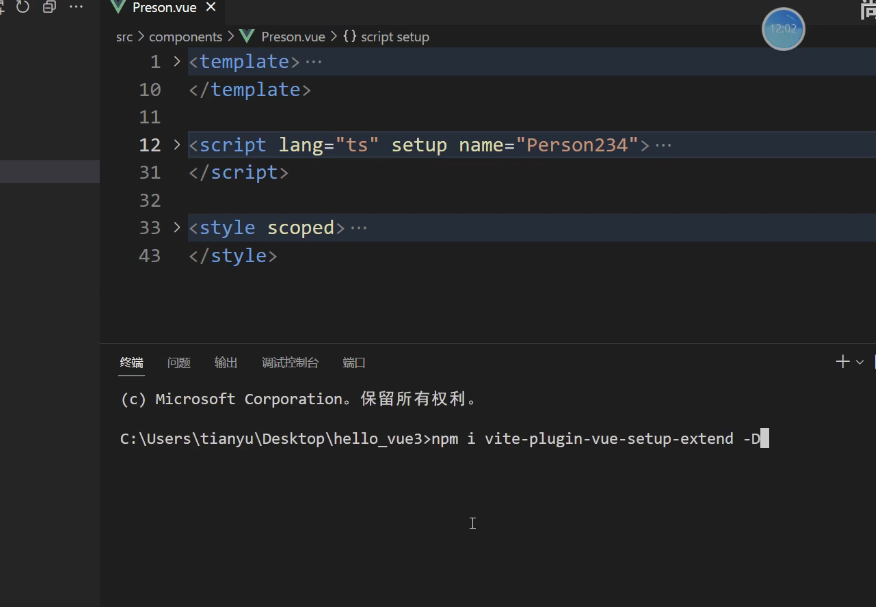 Preson.vue
尚
12:02
src > components > Preson.vue > {} script setup
1 <template>···
10 </template>
11
12 <script lang="ts" setup name="Person234">···
31 </script>
32
33 <style scoped>···
43 </style>
终端 问题 输出 调试控制台 端口
(c) Microsoft Corporation。保留所有权利。
C:\Users\tianyu\Desktop\hello_vue3>npm i vite-plugin-vue-setup-extend -D